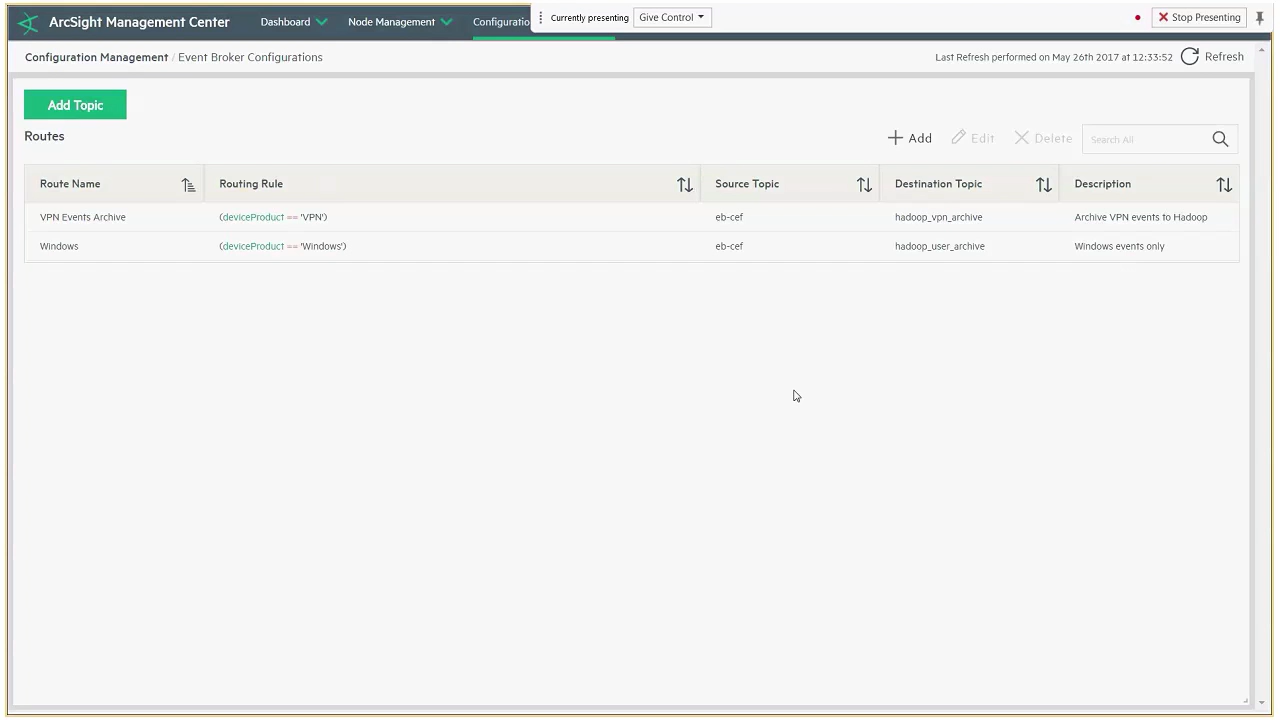 ArcSight Management Center Dashboard Node Management Configuratio Currently presenting Give Control Stop Presenting
Configuration Management / Event Broker Configurations Last Refresh performed on May 26th 2017 at 12:33:52 Refresh
Add Topic
Routes Add Edit Delete Search All
Route Name Routing Rule Source Topic Destination Topic Description
VPN Events Archive (deviceProduct == 'VPN') eb-cef hadoop_vpn_archive Archive VPN events to Hadoop
Windows (deviceProduct == 'Windows') eb-cef hadoop_user_archive Windows events only